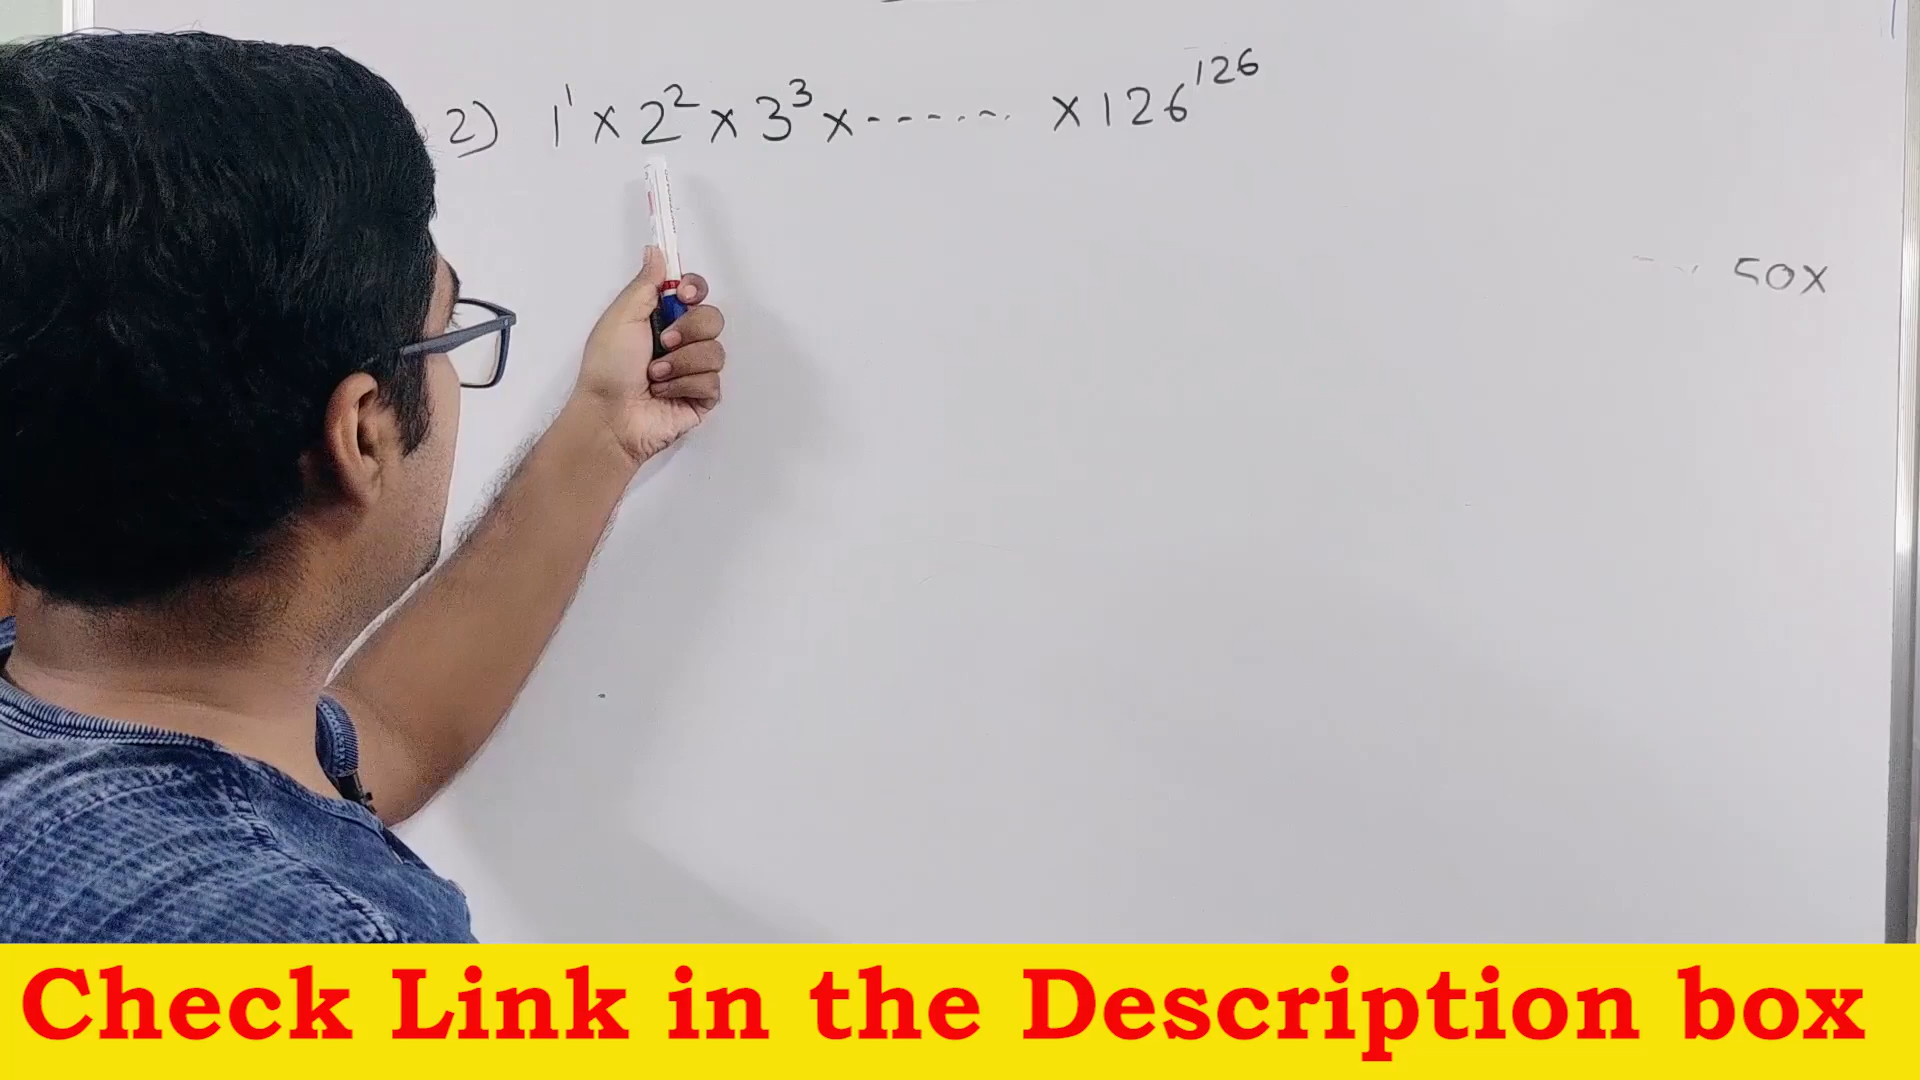 2) 1¹ × 2² × 3³ × ------- × 126¹²⁶
50x
Check Link in the Description box